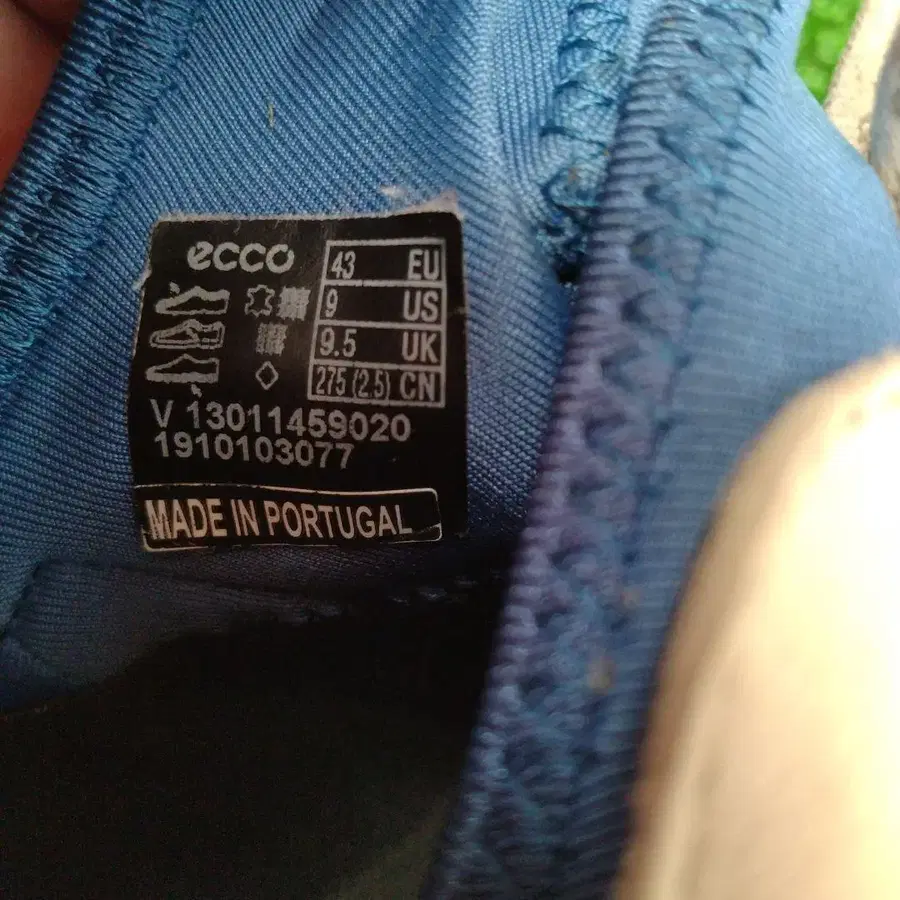 ecco
43 EU
9 US
9.5 UK
275 (2.5) CN
V 13011459020
1910103077
MADE IN PORTUGAL